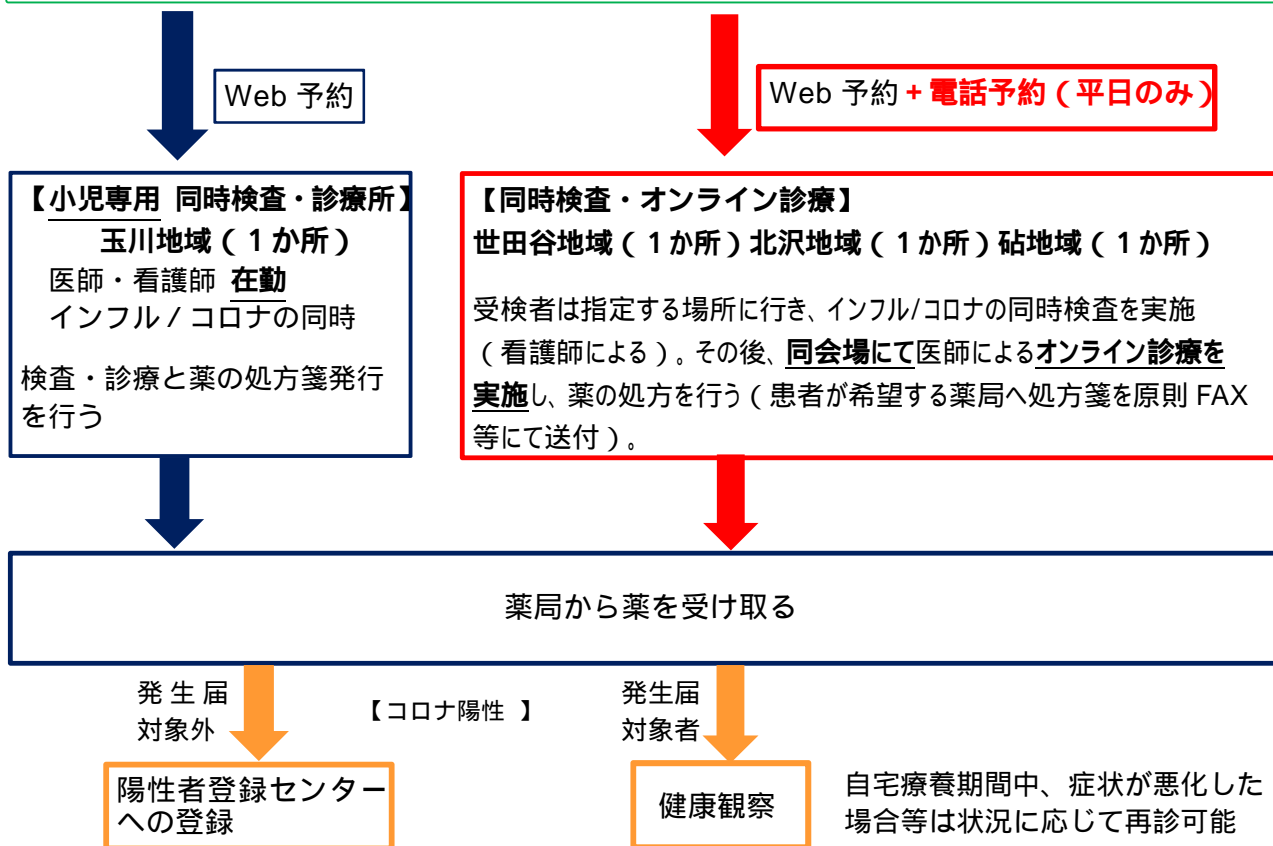 Web 予約
Web 予約 + 電話予約（平日のみ）
【小児専用 同時検査・診療所】
玉川地域（１か所）
医師・看護師 在勤
インフル / コロナの同時
検査・診療と薬の処方箋発行
を行う
【同時検査・オンライン診療】
世田谷地域（１か所）北沢地域（１か所）砧地域（１か所）
受検者は指定する場所に行き、インフル/コロナの同時検査を実施
（看護師による）。その後、同会場にて医師によるオンライン診療を
実施し、薬の処方を行う（患者が希望する薬局へ処方箋を原則 FAX
等にて送付）。
薬局から薬を受け取る
発生届
対象外
【コロナ陽性 】
発生届
対象者
陽性者登録センター
への登録
健康観察
自宅療養期間中、症状が悪化した
場合等は状況に応じて再診可能